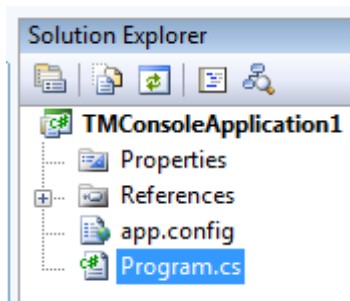 Solution Explorer
TMConsoleApplication1
Properties
References
app.config
Program.cs